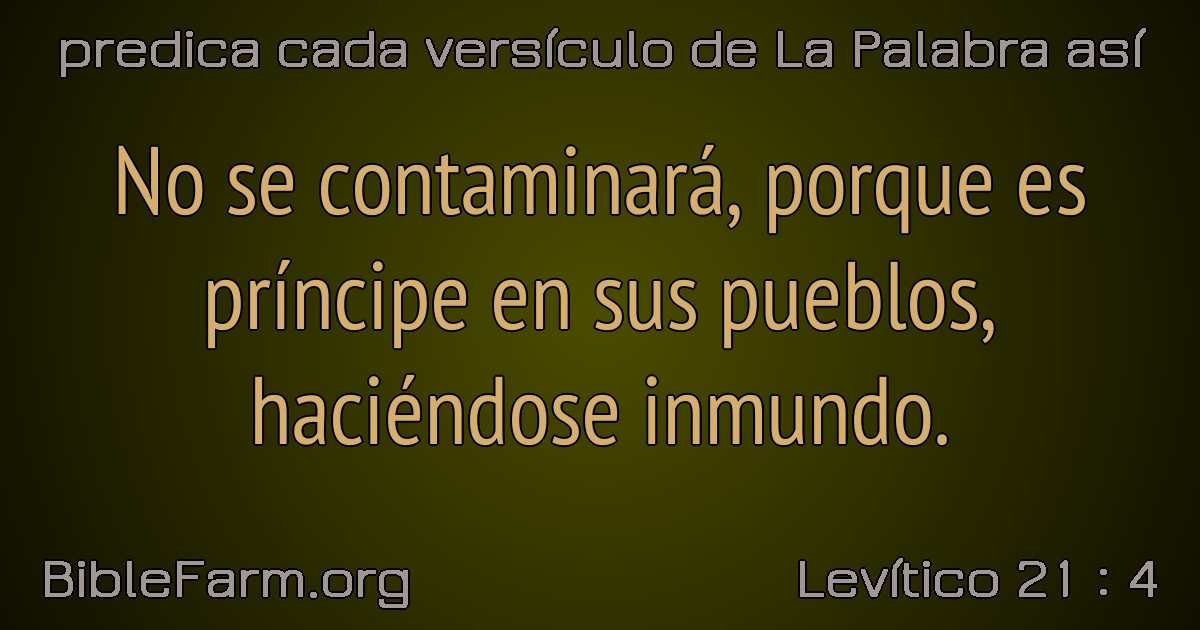 predica cada versículo de La Palabra así
No se contaminará, porque es
príncipe en sus pueblos,
haciéndose inmundo.
BibleFarm.org
Levítico 21 : 4